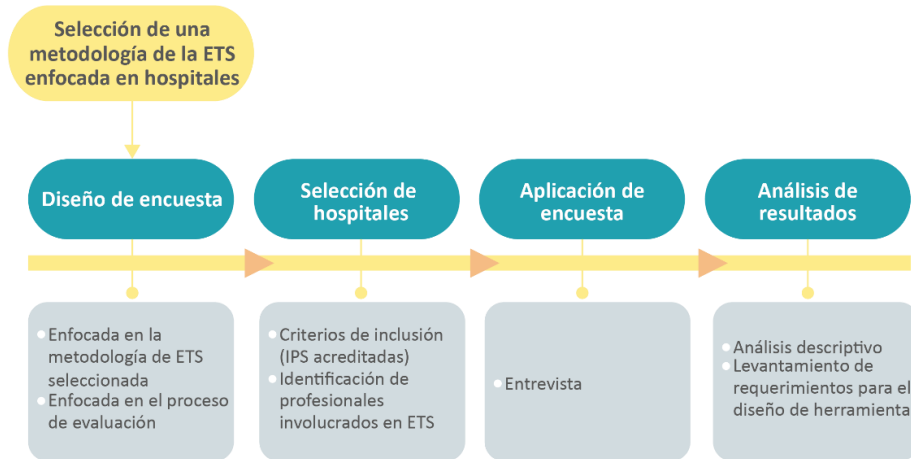 Selección de una
metodología de la ETS
enfocada en hospitales
Diseño de encuesta
Selección de
hospitales
Aplicación de
encuesta
Análisis de
resultados
Enfocada en la
metodología de ETS
seleccionada
Enfocada en el proceso
de evaluación
Criterios de inclusión
(IPS acreditadas)
Identificación de
profesionales
involucrados en ETS
Entrevista
Análisis descriptivo
Levantamiento de
requerimientos para el
diseño de herramienta